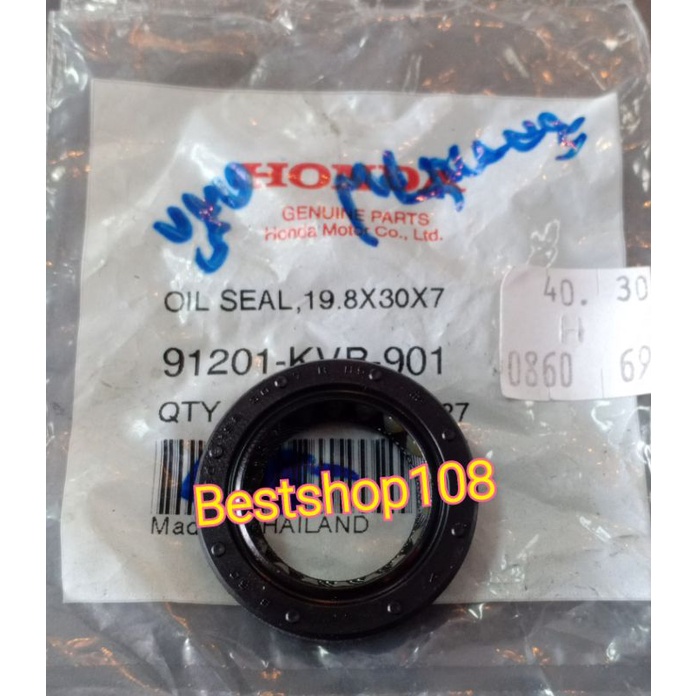 HONDA
GENUINE PARTS
Honda Motor Co., Ltd.
OIL SEAL,19.8X30X7
40. 30
H
91201-KVB-901
0860 69
QTY 27
Bestshop108
Made THAILAND